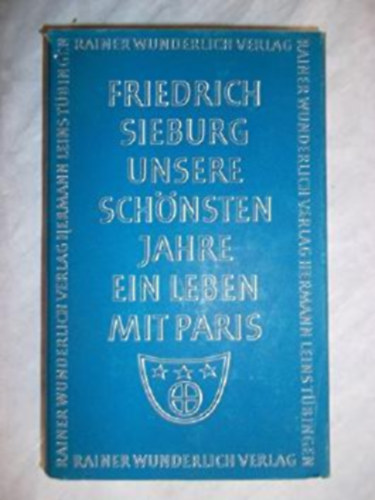 RAINER WUNDERLICH VERLAG
FRIEDRICH
SIEBURG
UNSERE
SCHÖNSTEN
JAHRE
EIN LEBEN
MIT PARIS
RAINER WUNDERLICH VERLAG HERMANN LEINS TÜBINGEN
RAINER WUNDERLICH VERLAG HERMANN LEINS TÜBINGEN
RAINER WUNDERLICH VERLAG